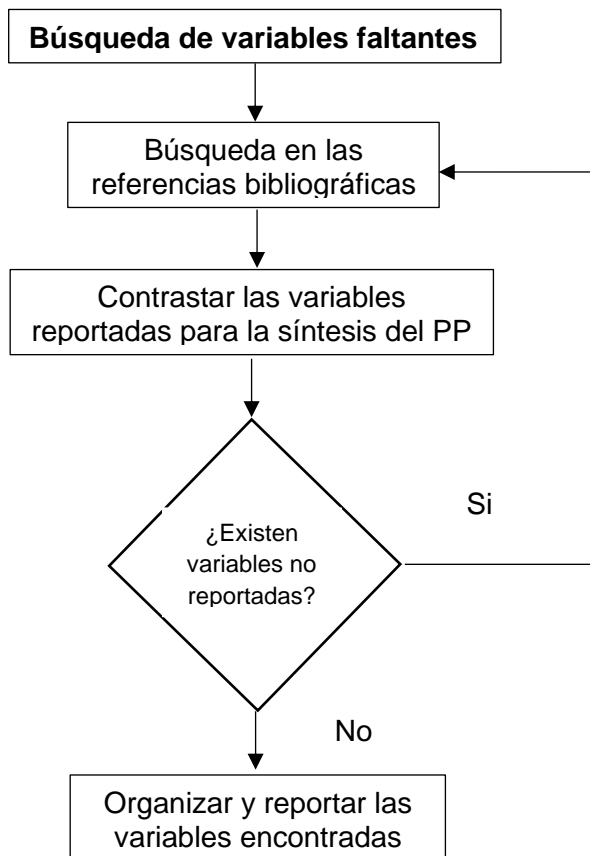 Búsqueda de variables faltantes
Búsqueda en las
referencias bibliográficas
Contrastar las variables
reportadas para la síntesis del PP
¿Existen
variables no
reportadas?
Si
No
Organizar y reportar las
variables encontradas